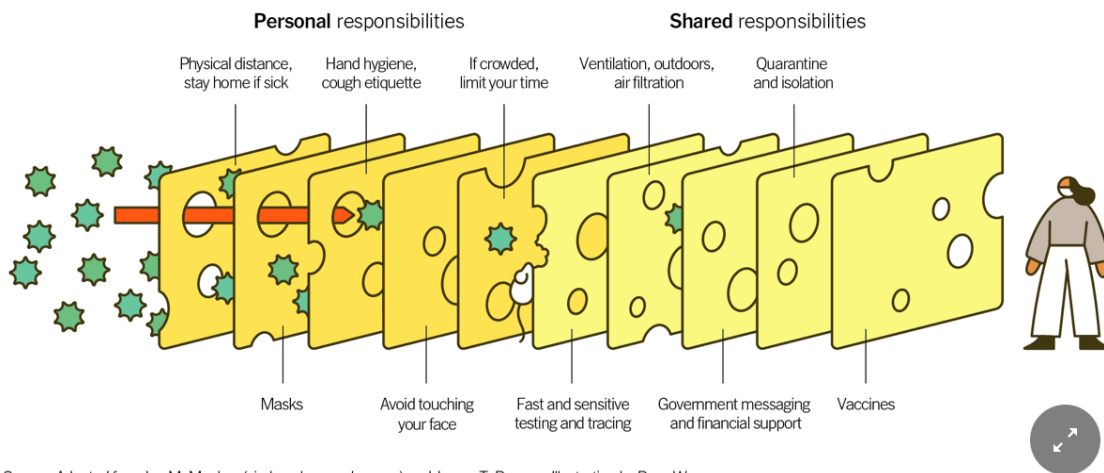 Personal responsibilities
Shared responsibilities
Physical distance,
stay home if sick
Hand hygiene,
cough etiquette
If crowded,
limit your time
Ventilation, outdoors,
air filtration
Quarantine
and isolation
Masks
Avoid touching
your face
Fast and sensitive
testing and tracing
Government messaging
and financial support
Vaccines